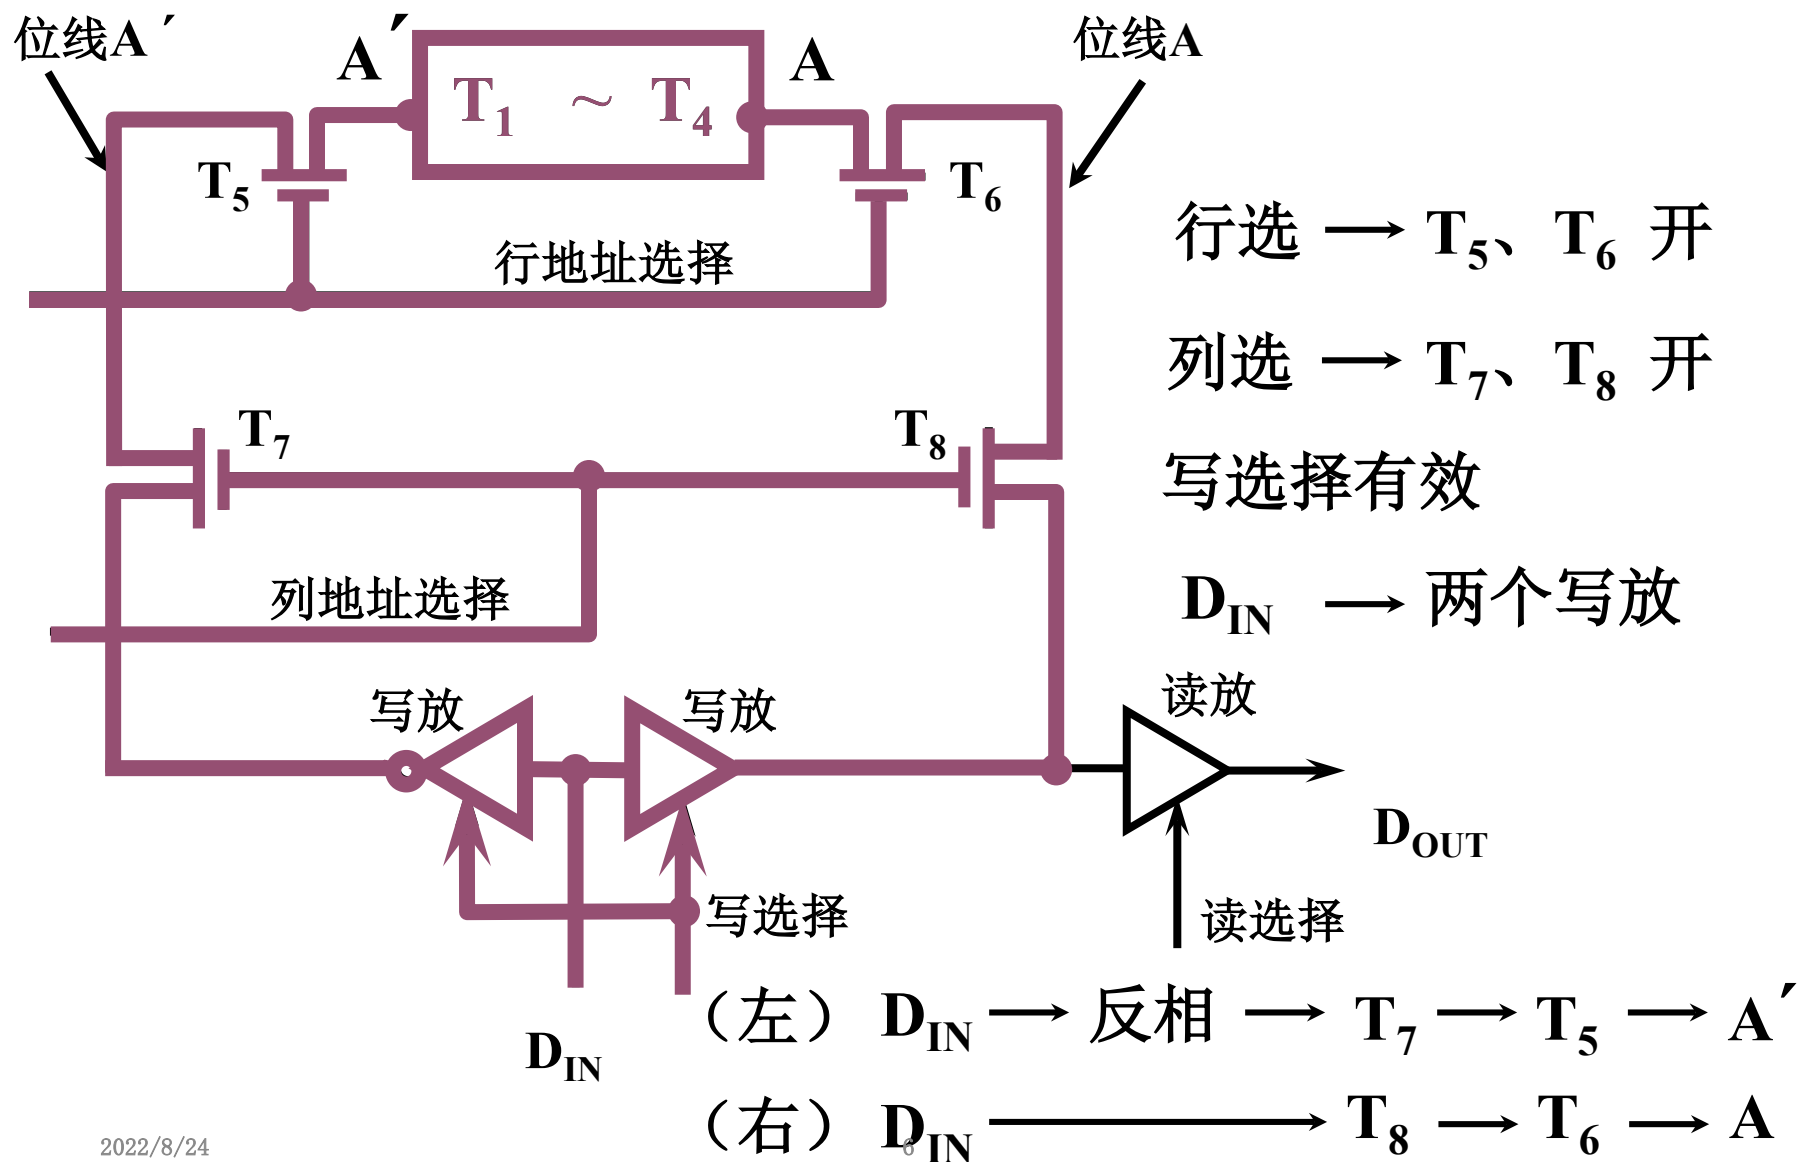 位线A′
A′
T1 ~ T4
A
位线A
T5
T6
行地址选择
行选 → T5、T6 开
列选 → T7、T8 开
T7
T8
写选择有效
列地址选择
DIN → 两个写放
写放
写放
读放
DOUT
写选择
读选择
DIN
（左） DIN → 反相 → T7 → T5 → A′
（右） DIN → T8 → T6 → A
2022/8/24
6